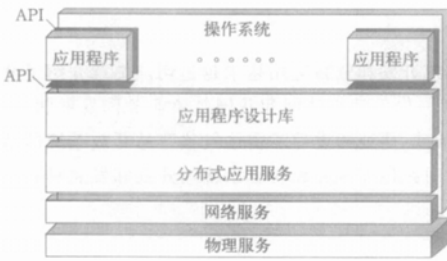 API
操作系统
应用程序
......
应用程序
API
应用程序设计库
分布式应用服务
网络服务
物理服务